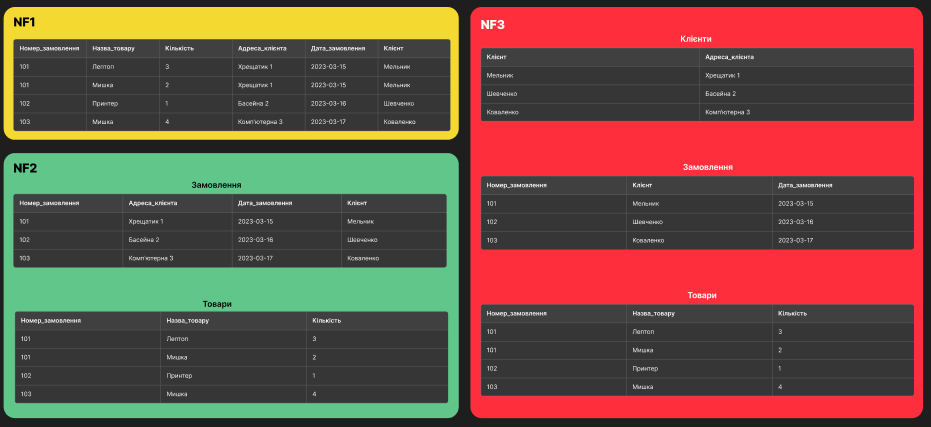 NF1
Номер_замовлення Назва_товару Кількість Адреса_клієнта Дата_замовлення Клієнт
101 Лептоп 3 Хрещатик 1 2023-03-15 Мельник
101 Мишка 2 Хрещатик 1 2023-03-15 Мельник
102 Принтер 1 Басейна 2 2023-03-16 Шевченко
103 Мишка 4 Комп'ютерна 3 2023-03-17 Коваленко
NF2
Замовлення
Номер_замовлення Адреса_клієнта Дата_замовлення Клієнт
101 Хрещатик 1 2023-03-15 Мельник
102 Басейна 2 2023-03-16 Шевченко
103 Комп'ютерна 3 2023-03-17 Коваленко
Товари
Номер_замовлення Назва_товару Кількість
101 Лептоп 3
101 Мишка 2
102 Принтер 1
103 Мишка 4
NF3
Клієнти
Клієнт Адреса_клієнта
Мельник Хрещатик 1
Шевченко Басейна 2
Коваленко Комп'ютерна 3
Замовлення
Номер_замовлення Клієнт Дата_замовлення
101 Мельник 2023-03-15
102 Шевченко 2023-03-16
103 Коваленко 2023-03-17
Товари
Номер_замовлення Назва_товару Кількість
101 Лептоп 3
101 Мишка 2
102 Принтер 1
103 Мишка 4